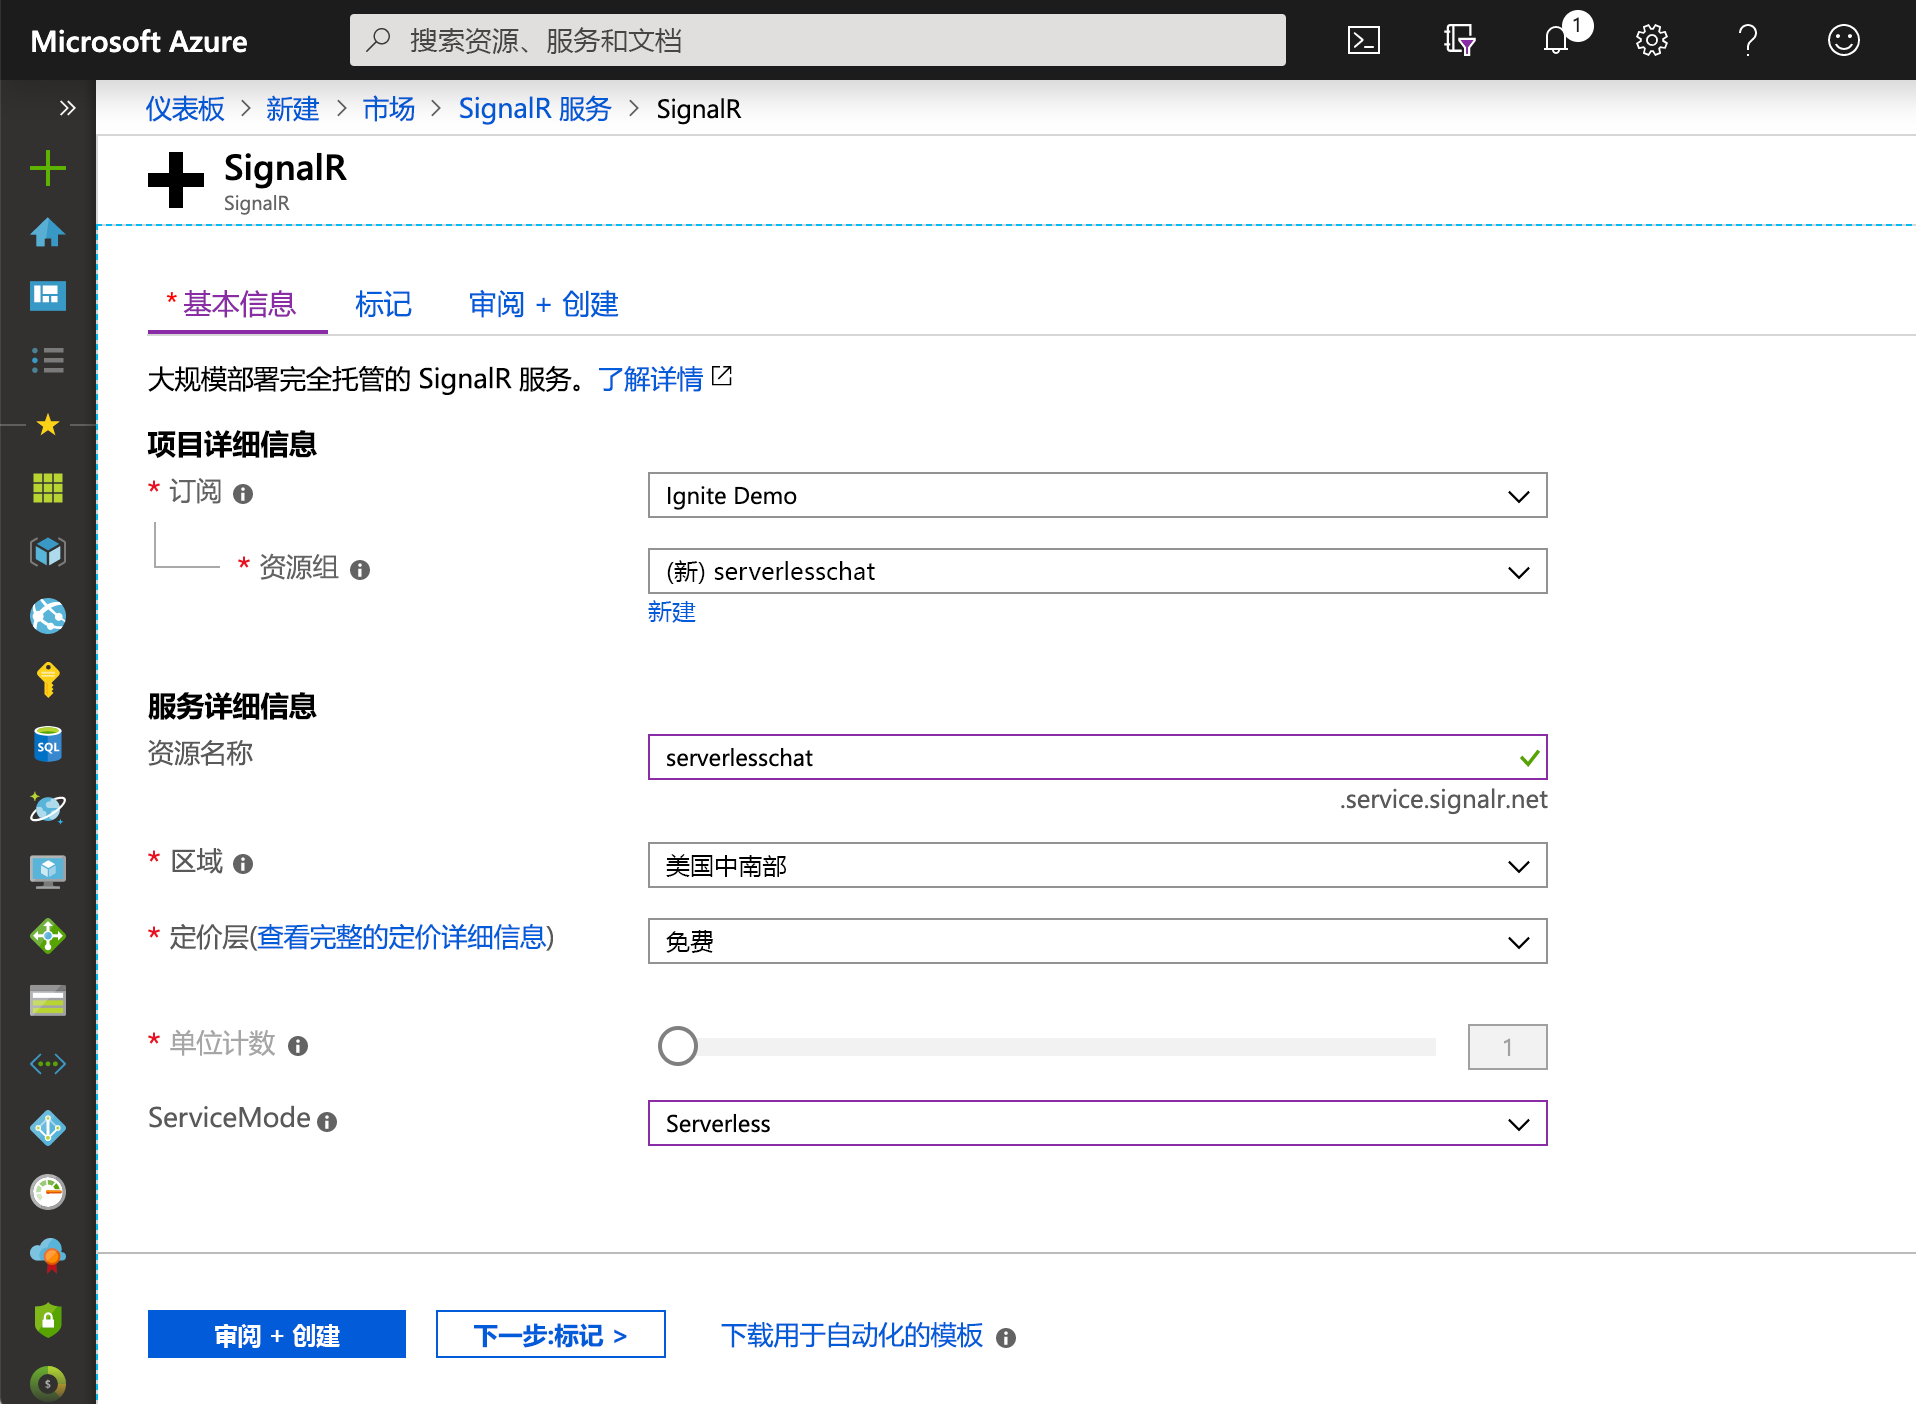 Microsoft Azure
搜索资源、服务和文档
1
仪表板 > 新建 > 市场 > SignalR 服务 > SignalR
SignalR
SignalR
* 基本信息
标记
审阅 + 创建
大规模部署完全托管的 SignalR 服务。了解详情
项目详细信息
* 订阅
Ignite Demo
* 资源组
(新) serverlesschat
新建
服务详细信息
资源名称
serverlesschat
.service.signalr.net
* 区域
美国中南部
* 定价层(查看完整的定价详细信息)
免费
* 单位计数
1
ServiceMode
Serverless
SQL
$
审阅 + 创建
下一步:标记 >
下载用于自动化的模板